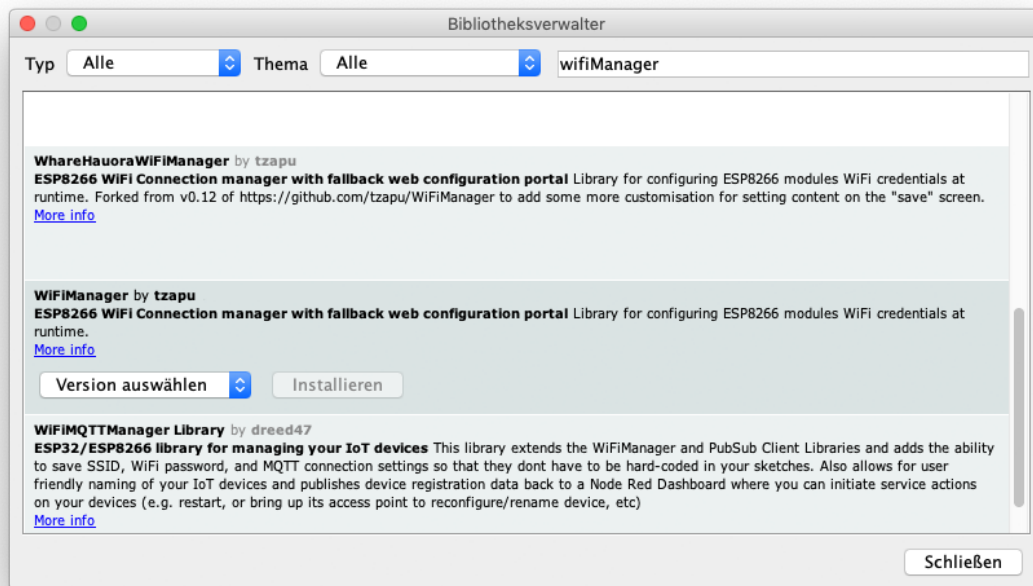 Bibliotheksverwalter
Typ Alle Thema Alle wifiManager
WhareHauoraWiFiManager by tzapu
ESP8266 WiFi Connection manager with fallback web configuration portal Library for configuring ESP8266 modules WiFi credentials at
runtime. Forked from v0.12 of https://github.com/tzapu/WiFiManager to add some more customisation for setting content on the "save" screen.
More info
WiFiManager by tzapu
ESP8266 WiFi Connection manager with fallback web configuration portal Library for configuring ESP8266 modules WiFi credentials at
runtime.
More info
Version auswählen Installieren
WiFiMQTTManager Library by dreed47
ESP32/ESP8266 library for managing your IoT devices This library extends the WiFiManager and PubSub Client Libraries and adds the ability
to save SSID, WiFi password, and MQTT connection settings so that they dont have to be hard-coded in your sketches. Also allows for user
friendly naming of your IoT devices and publishes device registration data back to a Node Red Dashboard where you can initiate service actions
on your devices (e.g. restart, or bring up its access point to reconfigure/rename device, etc)
More info
Schließen